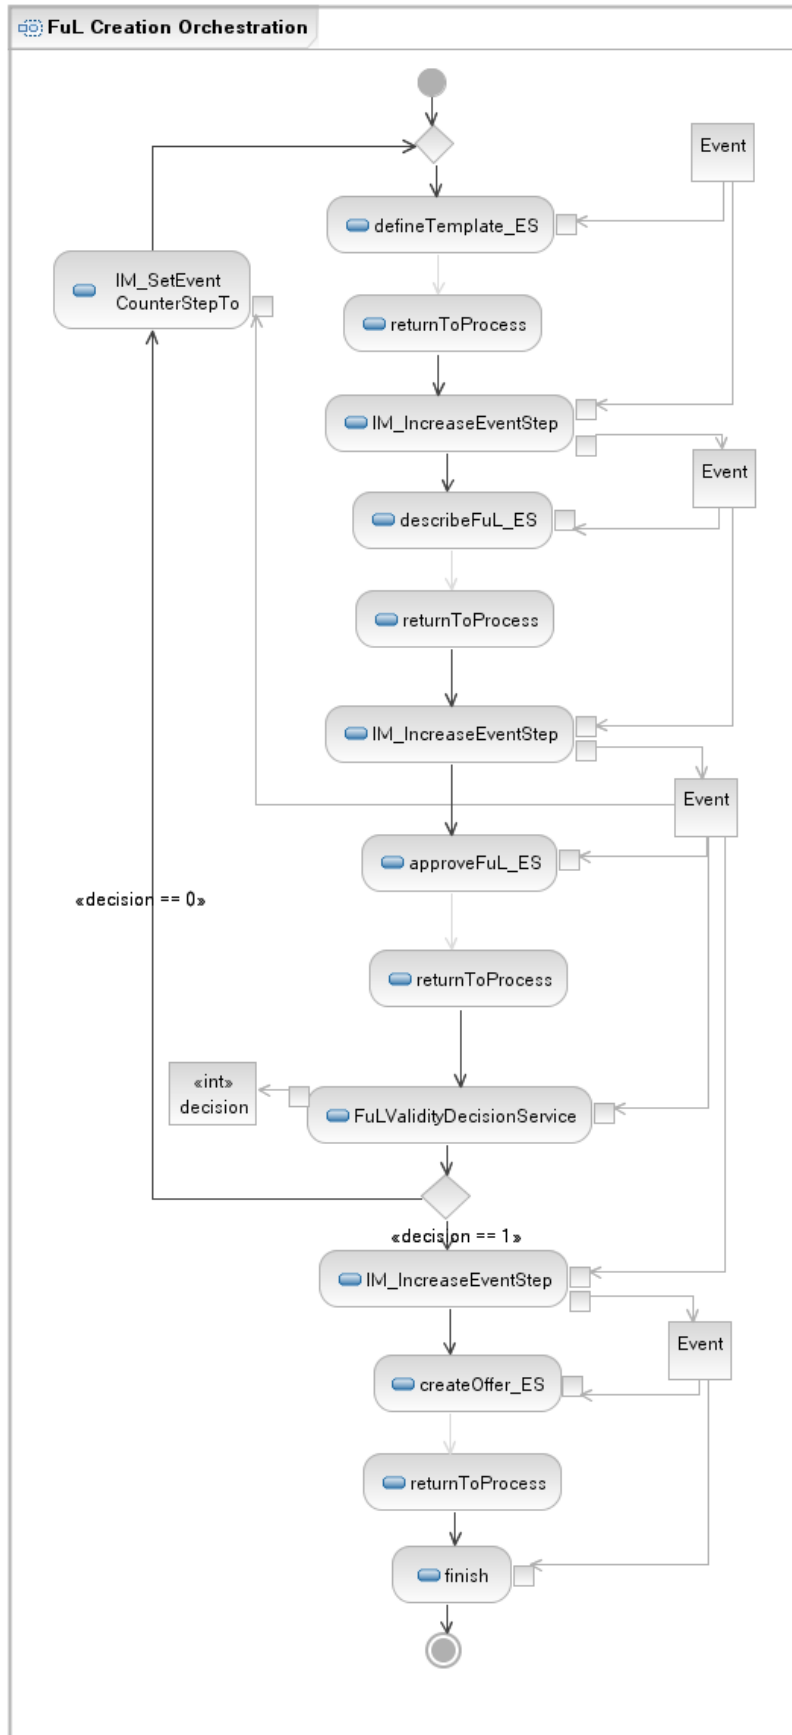 FuL Creation Orchestration
Event
defineTemplate_ES
IM_SetEvent
CounterStepTo
returnToProcess
IM_IncreaseEventStep
Event
describeFuL_ES
returnToProcess
IM_IncreaseEventStep
Event
approveFuL_ES
«decision == 0»
returnToProcess
«int»
decision
FuLValidityDecisionService
«decision == 1»
IM_IncreaseEventStep
Event
createOffer_ES
returnToProcess
finish